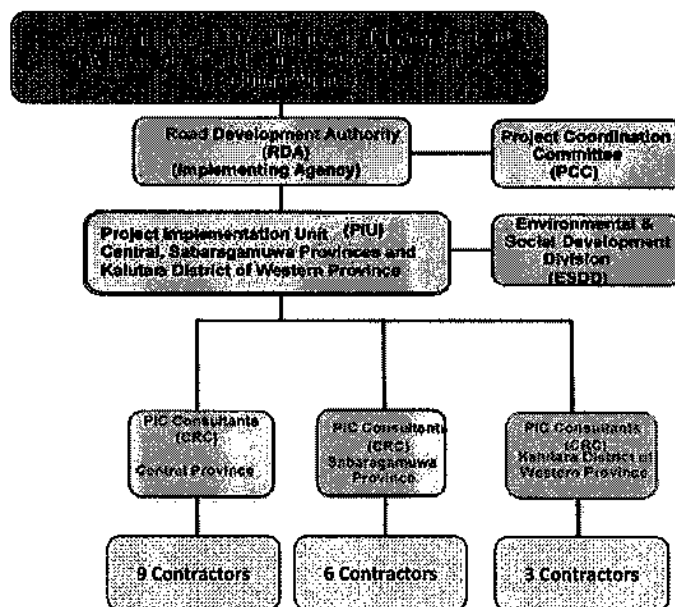 Road Development Authority
(RDA)
(Implementing Agency)
Project Coordination
Committee
(PCC)
Project Implementation Unit (PIU)
Central, Sabaragamuwa Provinces and
Kalutara District of Western Province
Environmental &
Social Development
Division
(ESDD)
PIC Consultants
(CRC)
Central Province
PIC Consultants
(CRC)
Sabaragamuwa
Province
PIC Consultants
(CRC)
Kalutara District of
Western Province
9 Contractors
6 Contractors
3 Contractors